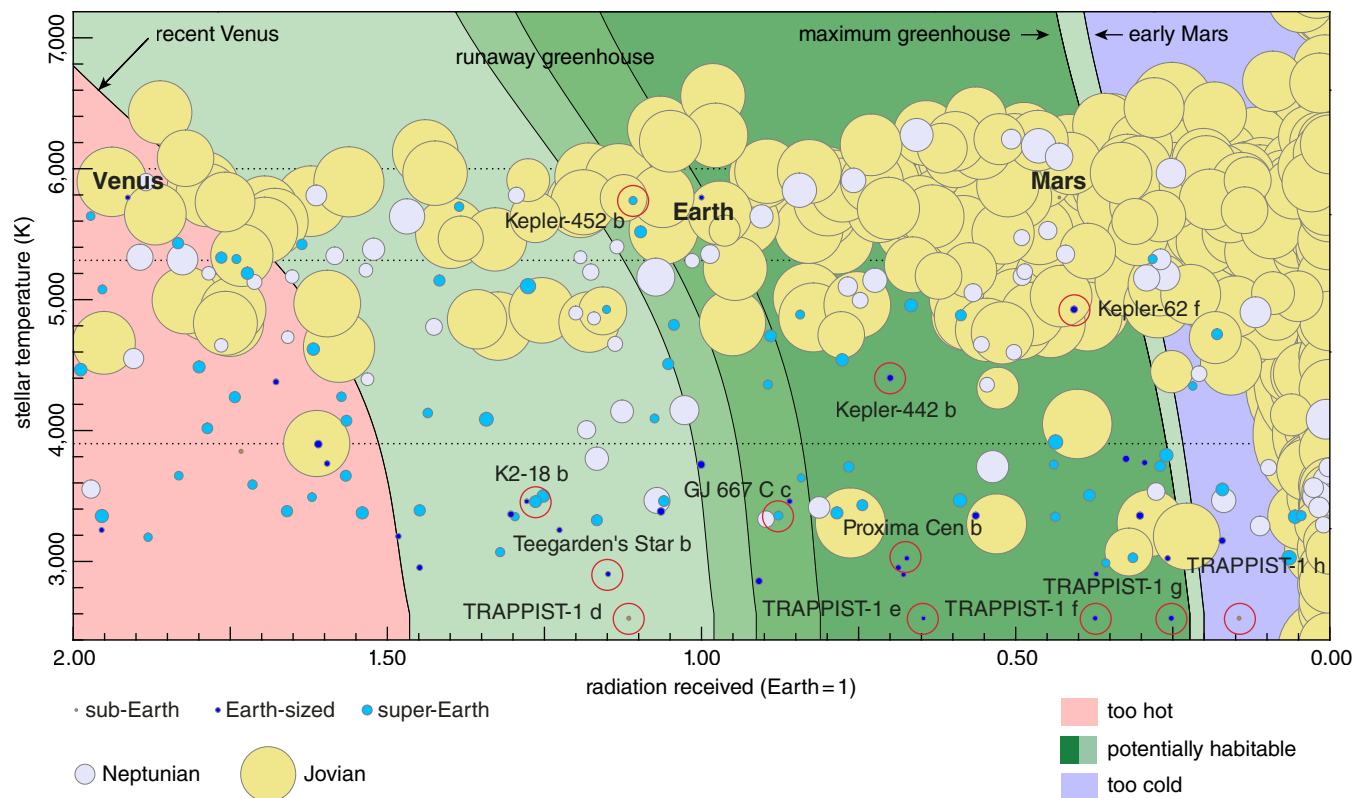 7,000
6,000
5,000
4,000
3,000
stellar temperature (K)
recent Venus
runaway greenhouse
maximum greenhouse
early Mars
Venus
Mars
Earth
Kepler-452 b
Kepler-62 f
Kepler-442 b
K2-18 b
GJ 667 C c
Proxima Cen b
Teegarden's Star b
TRAPPIST-1 h
TRAPPIST-1 g
TRAPPIST-1 d
TRAPPIST-1 e
TRAPPIST-1 f
2.00
1.50
1.00
0.50
0.00
radiation received (Earth=1)
sub-Earth
Earth-sized
super-Earth
Neptunian
Jovian
too hot
potentially habitable
too cold